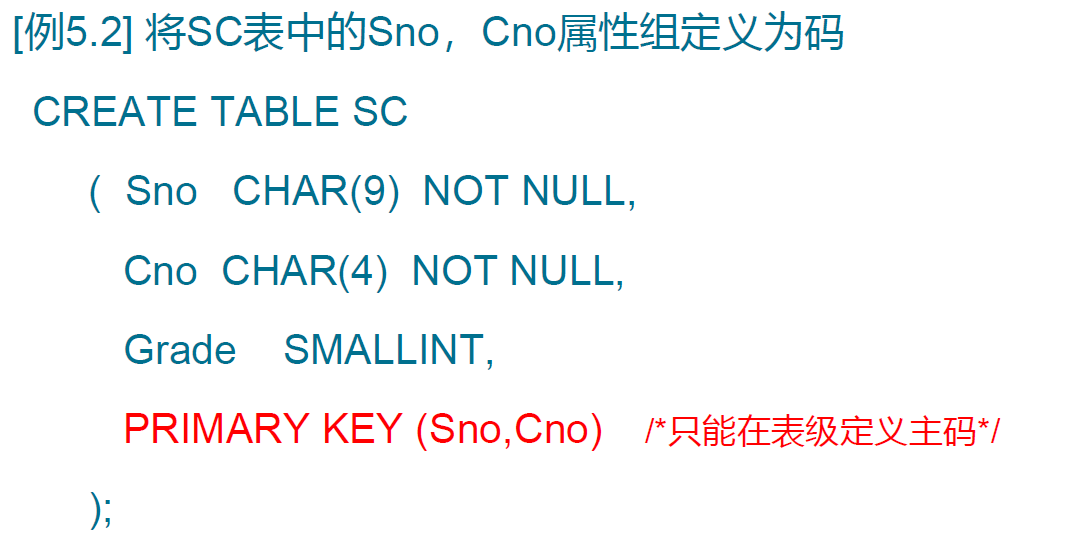 [例5.2] 将SC表中的Sno，Cno属性组定义为码
CREATE TABLE SC
( Sno CHAR(9) NOT NULL,
Cno CHAR(4) NOT NULL,
Grade SMALLINT,
PRIMARY KEY (Sno,Cno) /*只能在表级定义主码*/
);